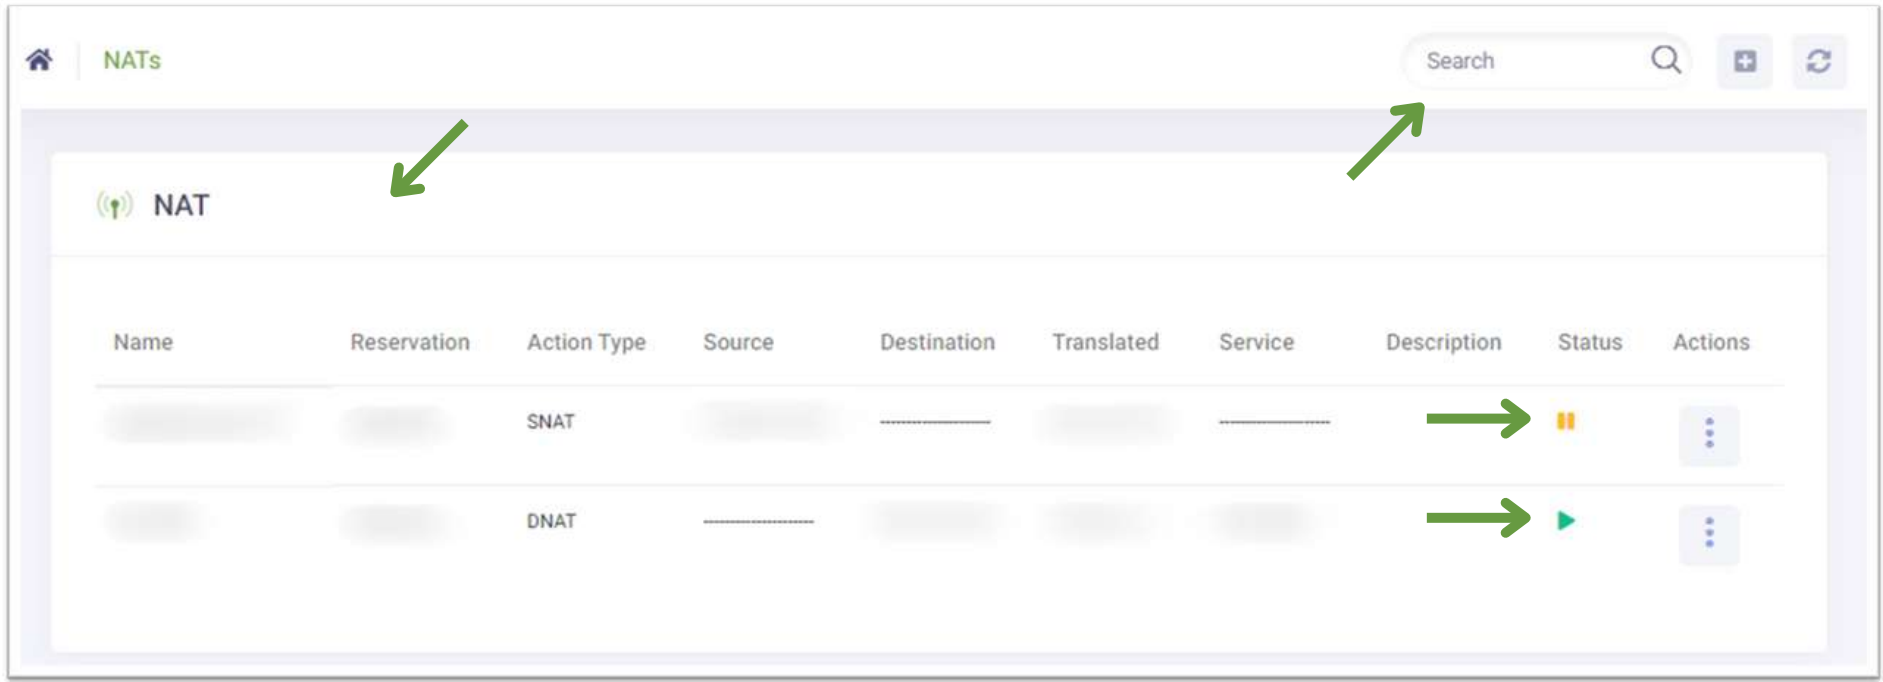 NATs Search
NAT
Name Reservation Action Type Source Destination Translated Service Description Status Actions
SNAT -------------------- --------------------
DNAT --------------------